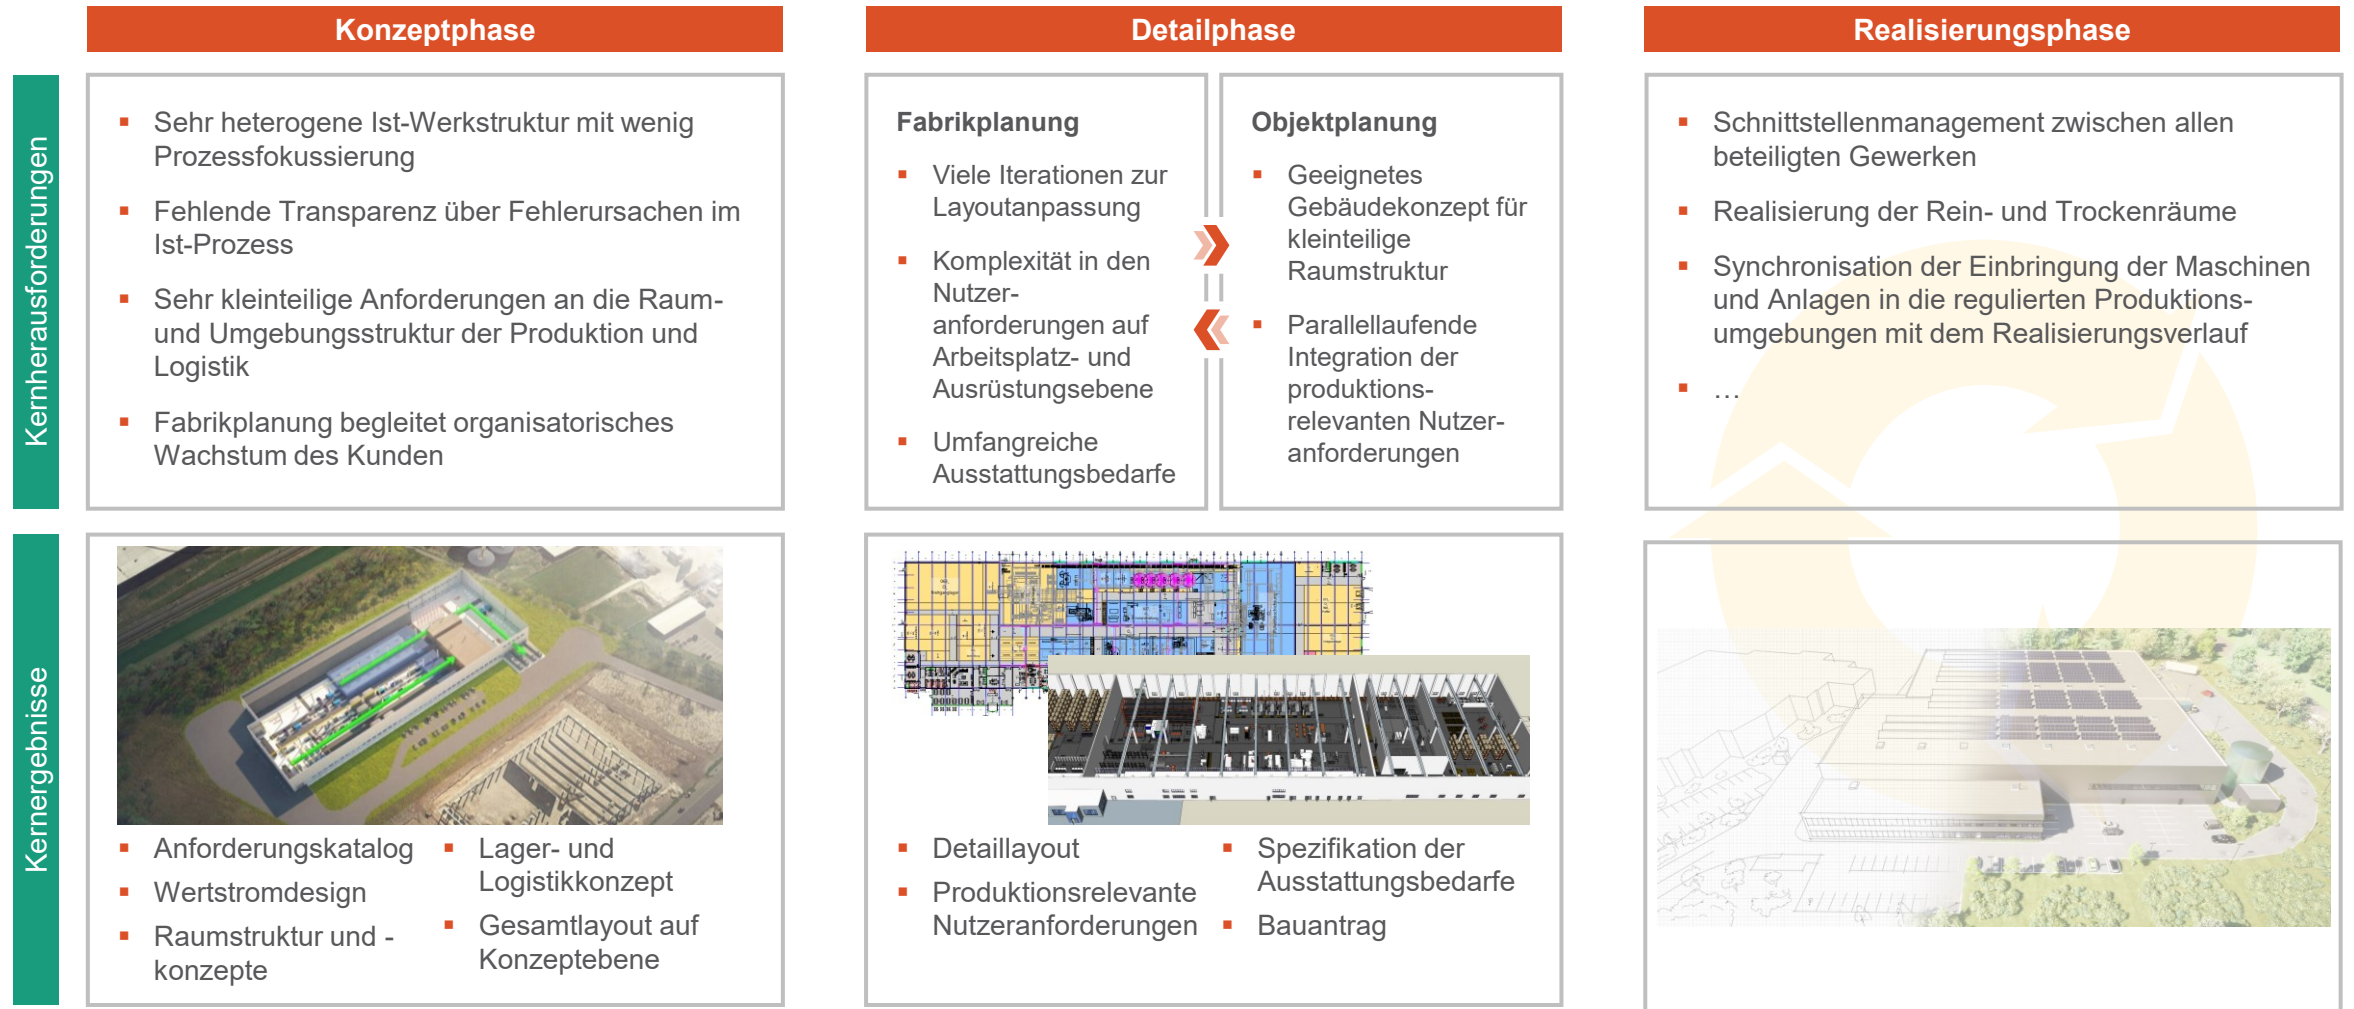 Konzeptphase
Detailphase
Realisierungsphase
Kernherausforderungen
Sehr heterogene Ist-Werkstruktur mit wenig
Prozessfokussierung
Fehlende Transparenz über Fehlerursachen im
Ist-Prozess
Sehr kleinteilige Anforderungen an die Raum-
und Umgebungsstruktur der Produktion und
Logistik
Fabrikplanung begleitet organisatorisches
Wachstum des Kunden
Fabrikplanung
Viele Iterationen zur
Layoutanpassung
Komplexität in den
Nutzer-
anforderungen auf
Arbeitsplatz- und
Ausrüstungsebene
Umfangreiche
Ausstattungsbedarfe
Objektplanung
Geeignetes
Gebäudekonzept für
kleinteilige
Raumstruktur
Parallellaufende
Integration der
produktions-
relevanten Nutzer-
anforderungen
Schnittstellenmanagement zwischen allen
beteiligten Gewerken
Realisierung der Rein- und Trockenräume
Synchronisation der Einbringung der Maschinen
und Anlagen in die regulierten Produktions-
umgebungen mit dem Realisierungsverlauf
…
Kernergebnisse
Anforderungskatalog
Wertstromdesign
Raumstruktur und -
konzepte
Lager- und
Logistikkonzept
Gesamtlayout auf
Konzeptebene
Detaillayout
Produktionsrelevante
Nutzeranforderungen
Spezifikation der
Ausstattungsbedarfe
Bauantrag